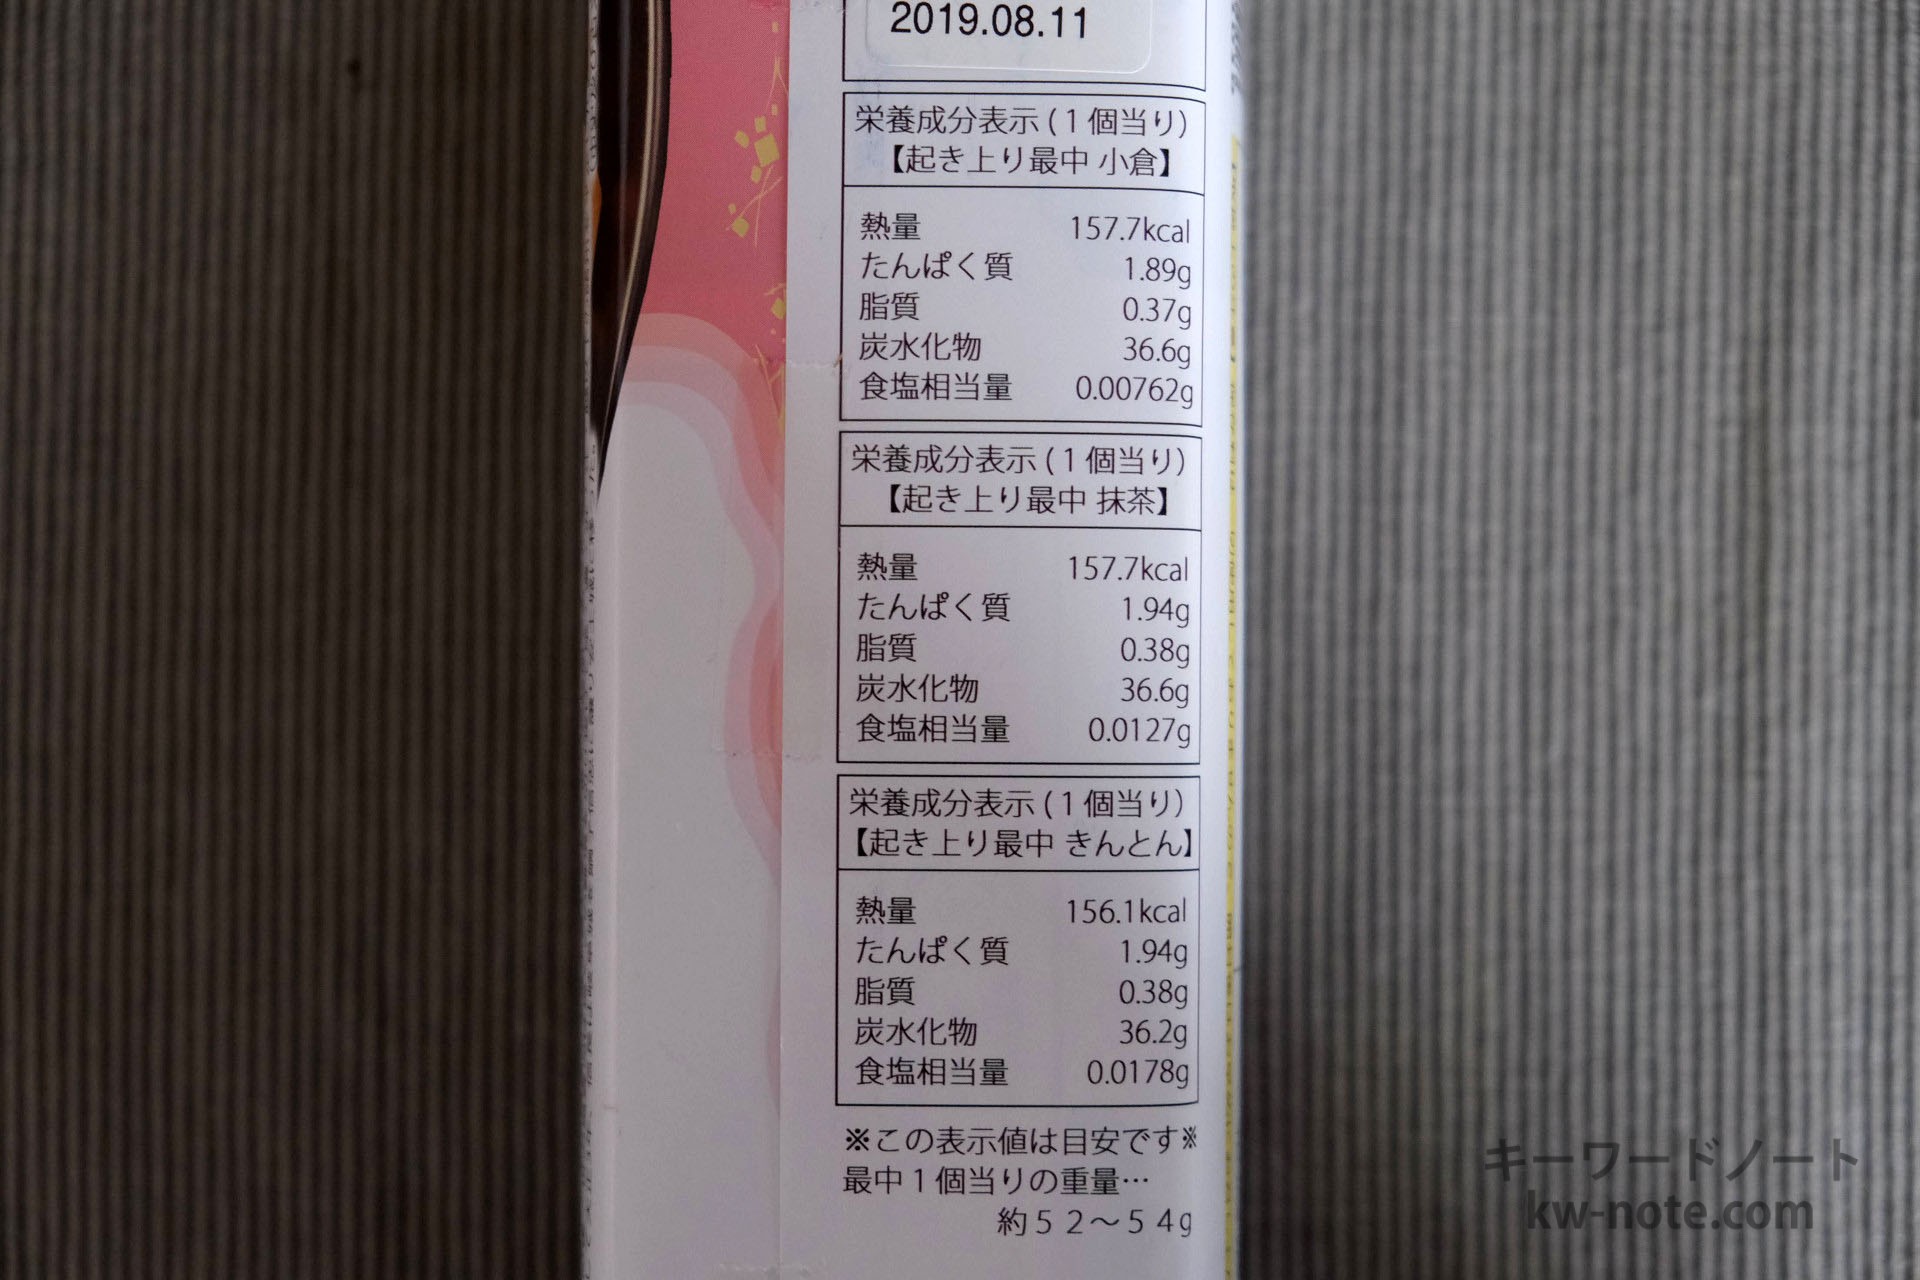 2019.08.11
栄養成分表示(1個当り)
【起き上り最中 小倉】
熱量 157.7kcal
たんぱく質 1.89g
脂質 0.37g
炭水化物 36.6g
食塩相当量 0.00762g
栄養成分表示(1個当り)
【起き上り最中 抹茶】
熱量 157.7kcal
たんぱく質 1.94g
脂質 0.38g
炭水化物 36.6g
食塩相当量 0.0127g
栄養成分表示(1個当り)
【起き上り最中 きんとん】
熱量 156.1kcal
たんぱく質 1.94g
脂質 0.38g
炭水化物 36.2g
食塩相当量 0.0178g
※この表示値は目安です※
最中1個当りの重量…
約52～54g
キーワードノート
kw-note.com